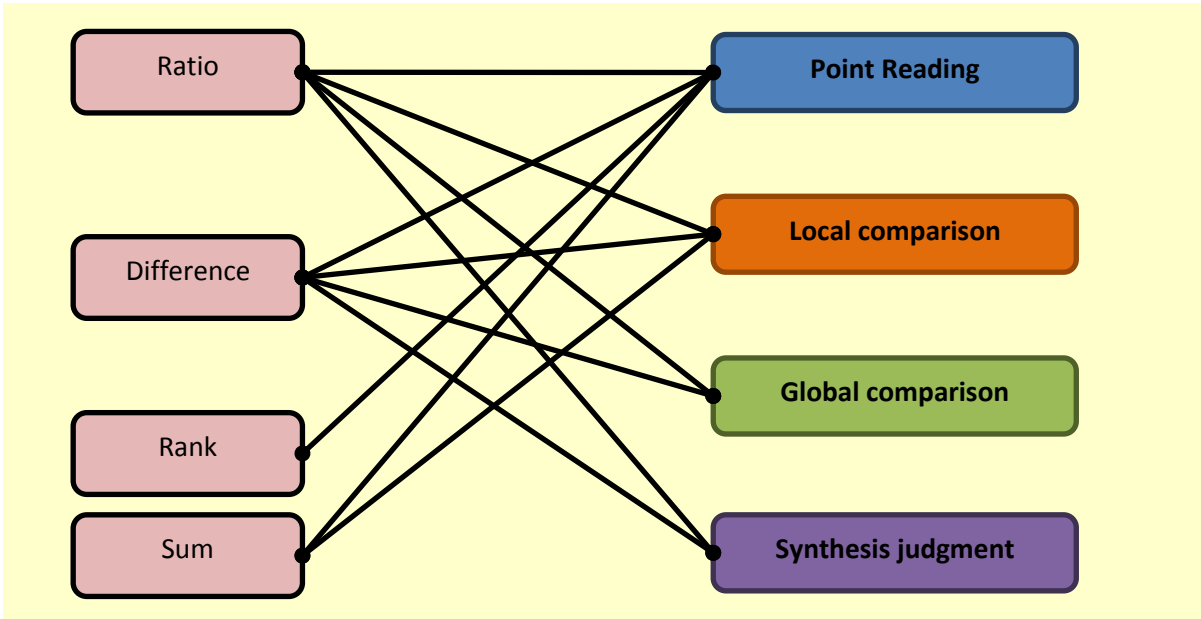 Ratio
Point Reading
Local comparison
Difference
Global comparison
Rank
Sum
Synthesis judgment